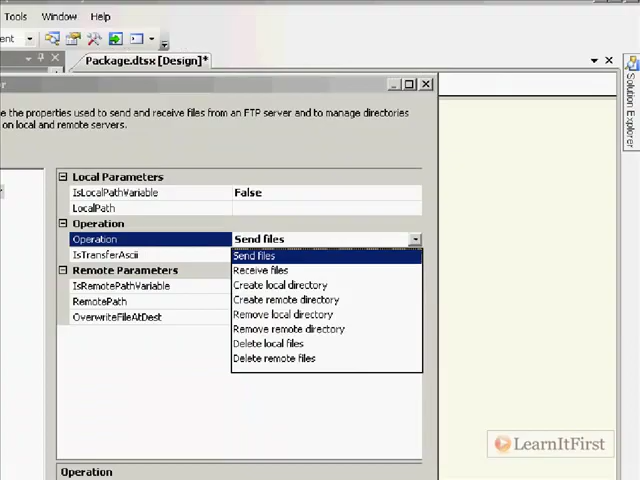 Tools Window Help
ent
Package.dtsx [Design]*
er
e the properties used to send and receive files from an FTP server and to manage directories
on local and remote servers.
Local Parameters
IsLocalPathVariable False
LocalPath
Operation
Operation Send files
IsTransferAscii Send files
Receive files
Remote Parameters
IsRemotePathVariable Create local directory
RemotePath Create remote directory
OverwriteFileAtDest Remove local directory
Remove remote directory
Delete local files
Delete remote files
Operation
Solution Explorer
LearnItFirst